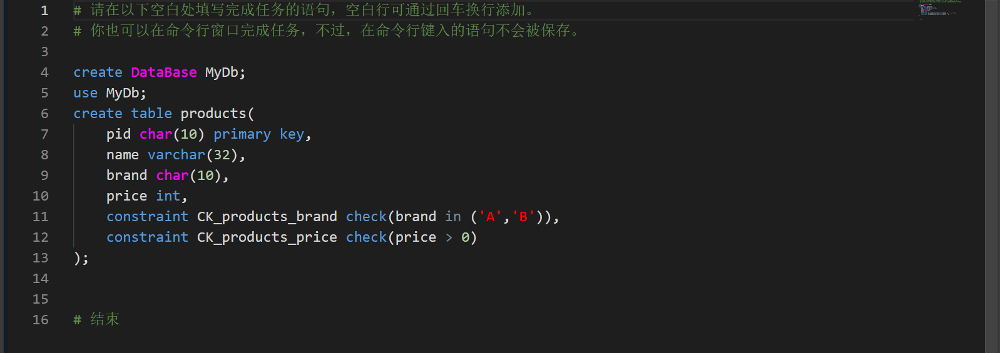 1 # 请在以下空白处填写完成任务的语句，空白行可通过回车换行添加。
2 # 你也可以在命令行窗口完成任务，不过，在命令行键入的语句不会被保存。
3
4 create DataBase MyDb;
5 use MyDb;
6 create table products(
7     pid char(10) primary key,
8     name varchar(32),
9     brand char(10),
10     price int,
11     constraint CK_products_brand check(brand in ('A','B')),
12     constraint CK_products_price check(price > 0)
13 );
14
15
16 # 结束